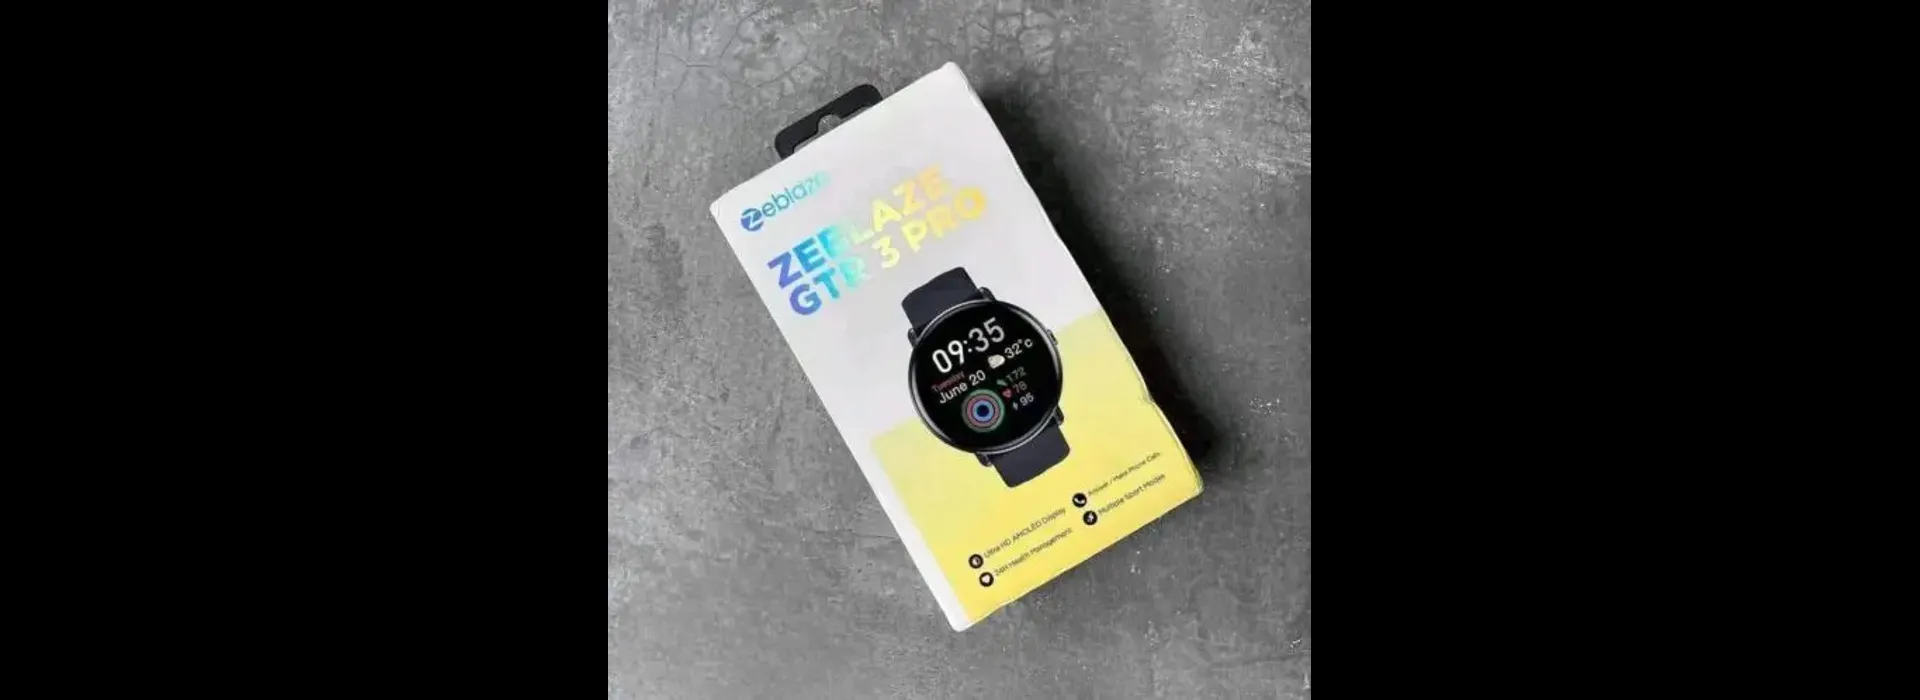 zeblaze
ZEBLAZE
GTR 3 PRO
09:35
32°c
Tuesday
June 20
172
78
95
Answer / Make Phone Calls
Multiple Sport Modes
Ultra HD AMOLED Display
24H Health Management